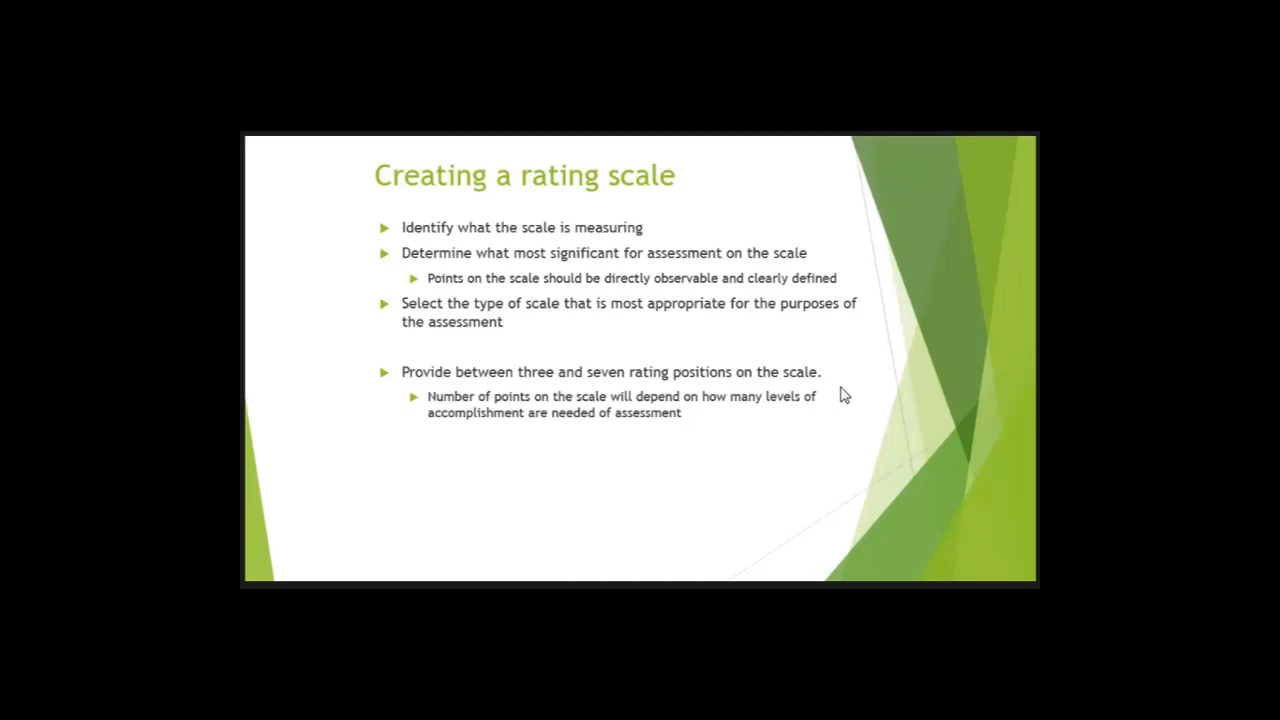 Creating a rating scale
Identify what the scale is measuring
Determine what most significant for assessment on the scale
Points on the scale should be directly observable and clearly defined
Select the type of scale that is most appropriate for the purposes of
the assessment
Provide between three and seven rating positions on the scale.
Number of points on the scale will depend on how many levels of
accomplishment are needed of assessment